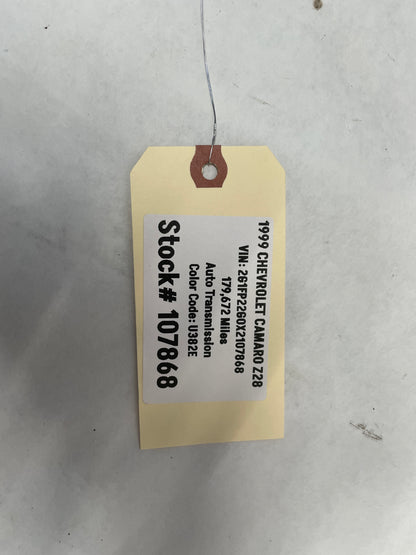 1999 CHEVROLET CAMARO Z28
VIN: 2G1FP22G0X2107868
179,672 Miles
Auto Transmission
Color Code: U382E
Stock# 107868